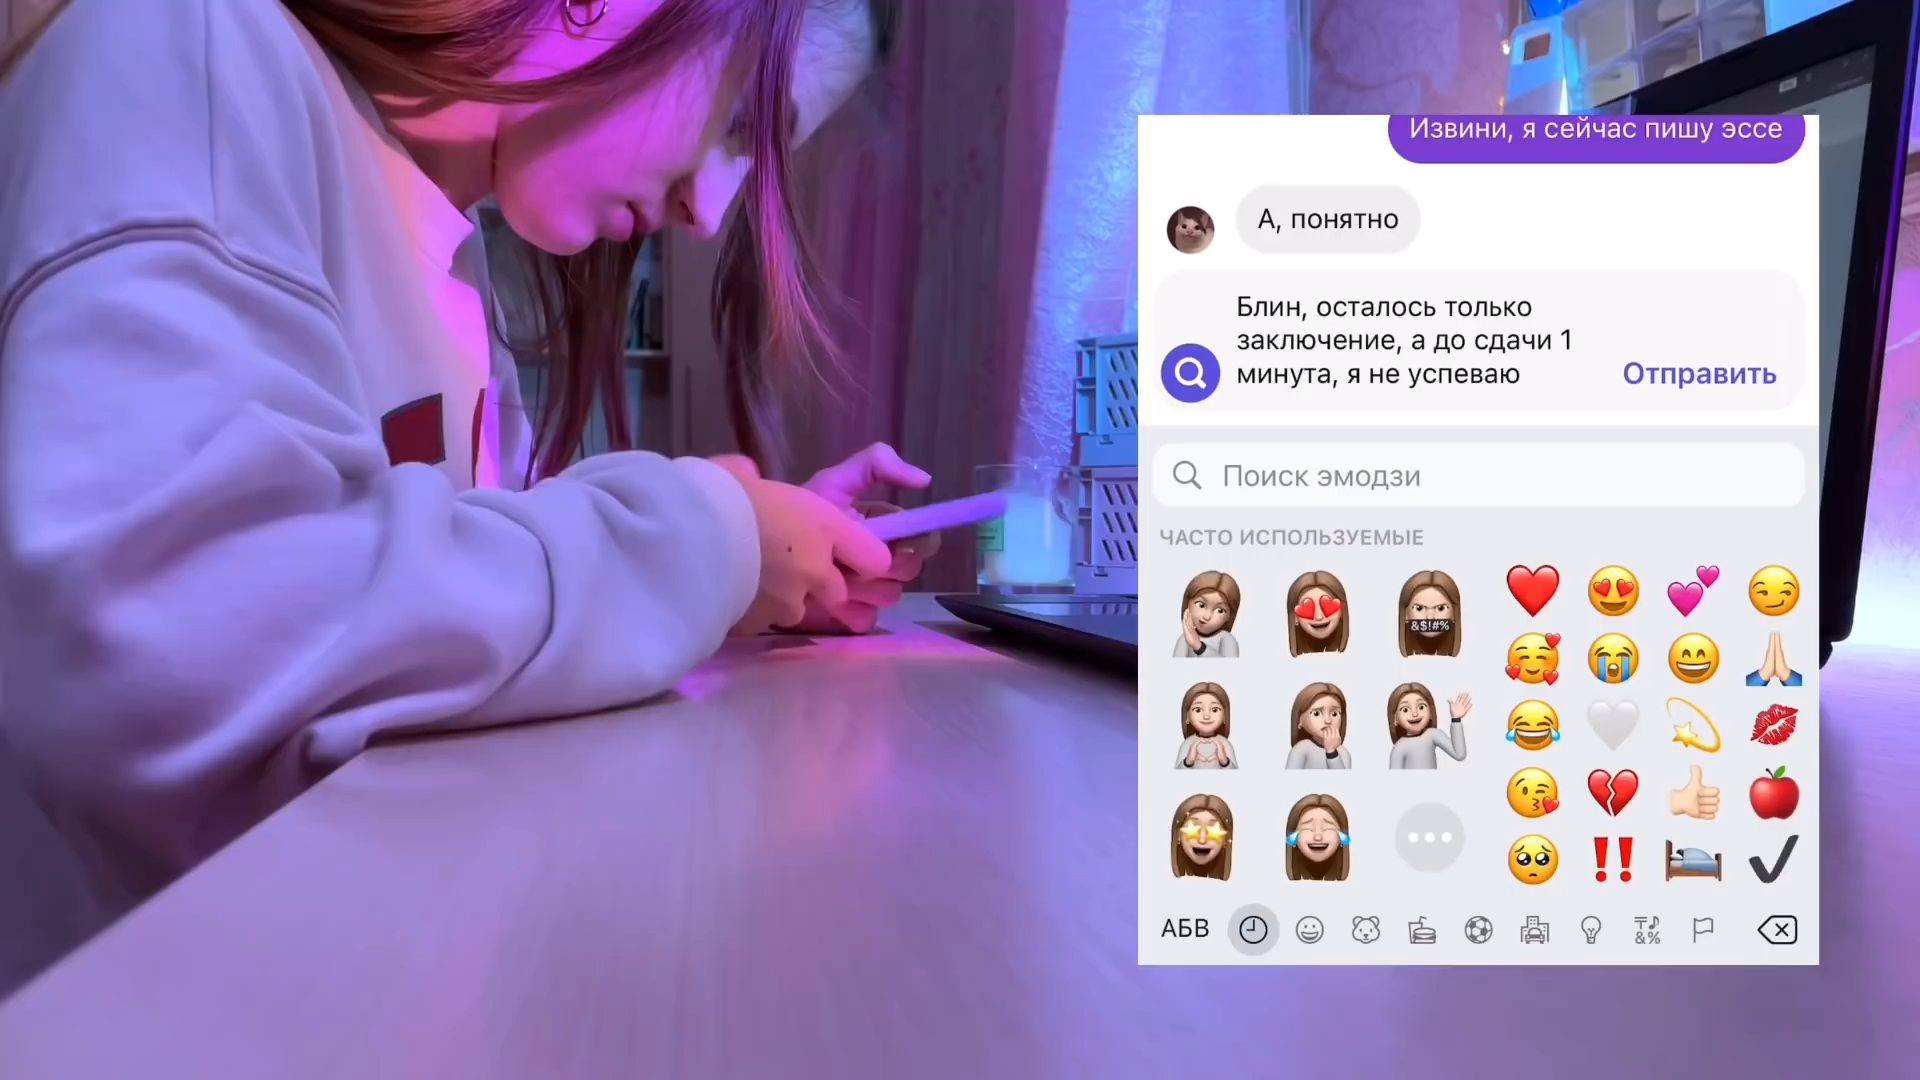 Извини, я сейчас пишу эссе
А, понятно
Блин, осталось только
заключение, а до сдачи 1
минута, я не успеваю
Отправить
Поиск эмодзи
ЧАСТО ИСПОЛЬЗУЕМЫЕ
&$!#%
АБВ